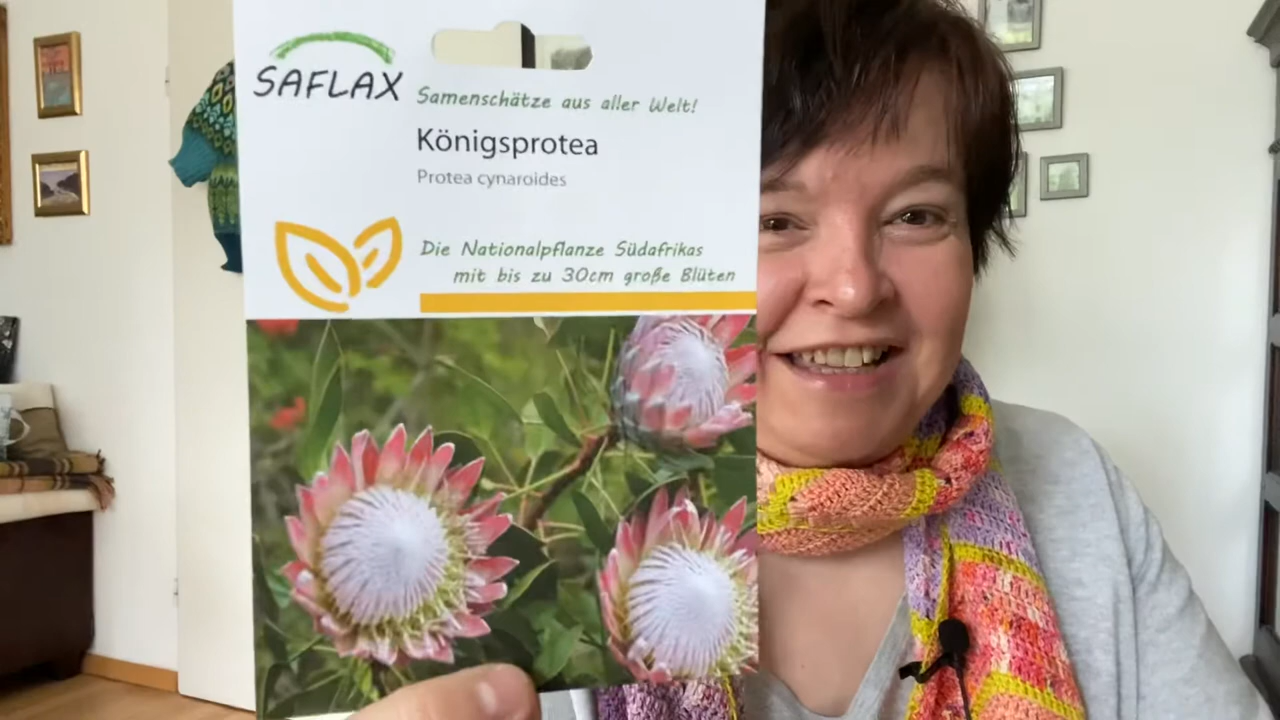 SAFLAX
Samenschätze aus aller Welt!
Königsprotea
Protea cynaroides
Die Nationalpflanze Südafrikas
mit bis zu 30cm große Blüten